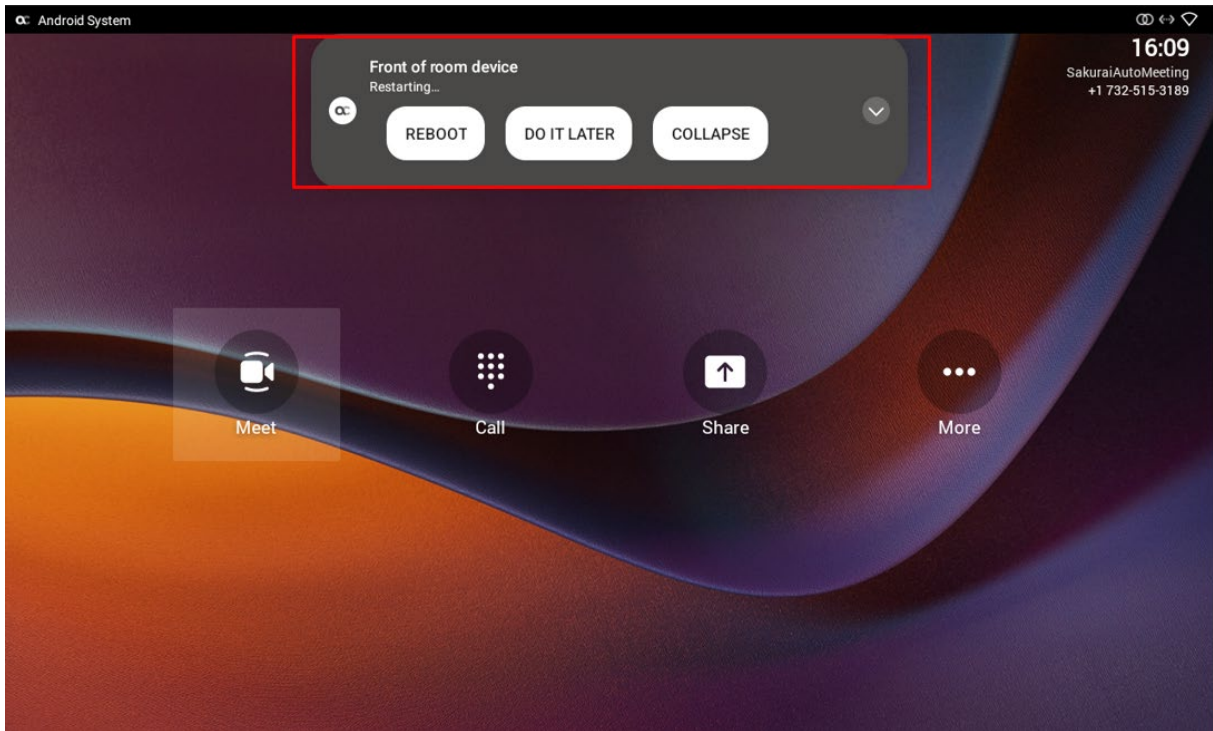 Android System
16:09
SakuraiAutoMeeting
+1 732-515-3189
Front of room device
Restarting…
REBOOT DO IT LATER COLLAPSE
Meet Call Share More